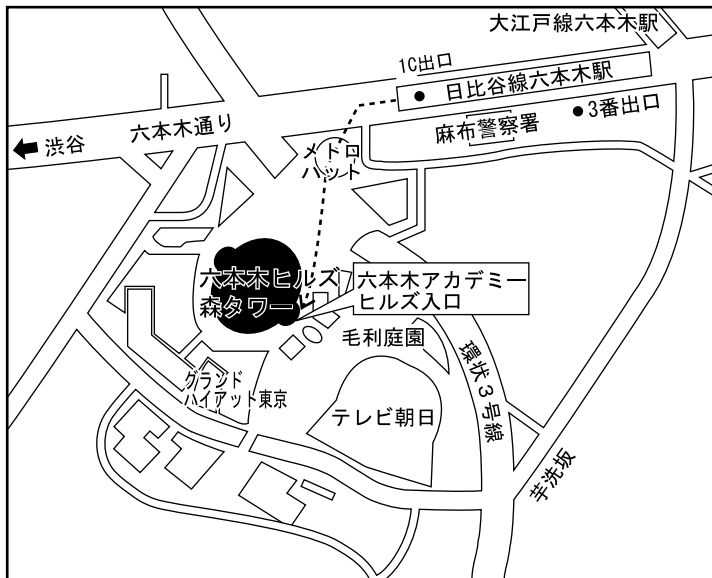 大江戸線六本木駅
1C出口
日比谷線六本木駅
3番出口
麻布警察署
六本木通り
渋谷
メトロ
ハット
六本木ヒルズ
森タワー
六本木アカデミー
ヒルズ入口
毛利庭園
環状3号線
グランド
ハイアット東京
テレビ朝日
芋洗坂